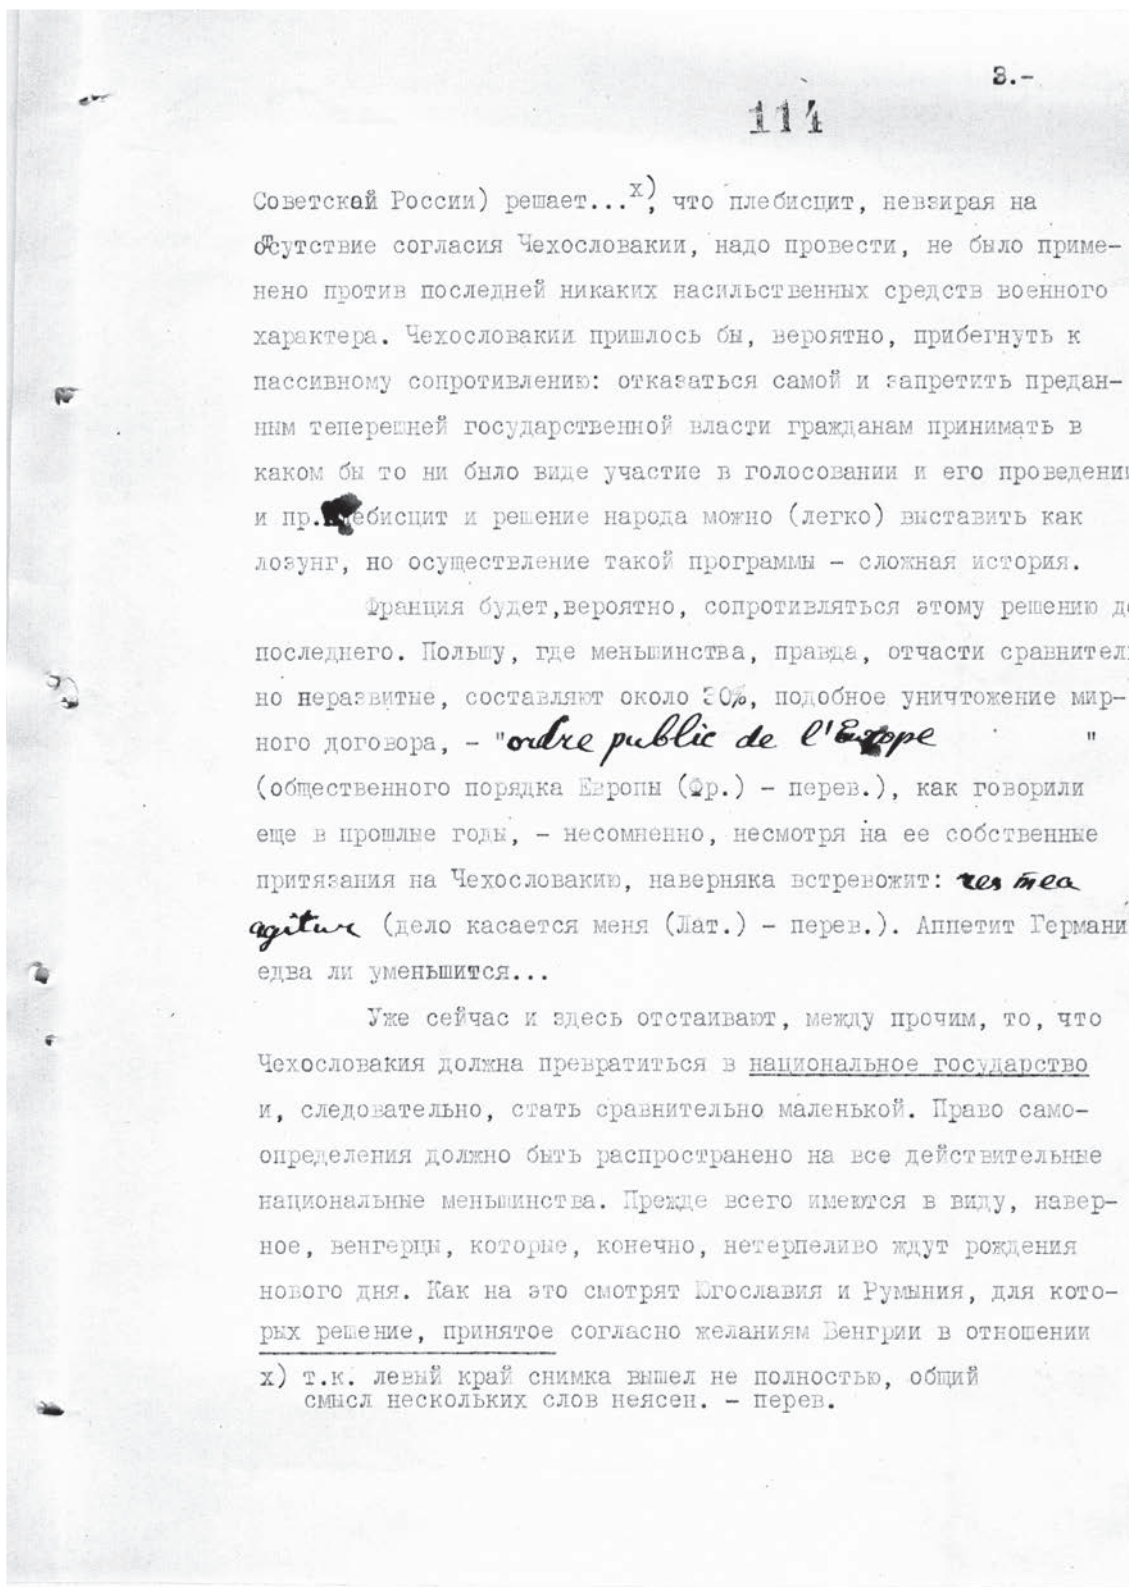 3.-
114
Советской России) решает...x), что плебисцит, невзирая на
отсутствие согласия Чехословакии, надо провести, не было приме-
нено против последней никаких насильственных средств военного
характера. Чехословакии пришлось бы, вероятно, прибегнуть к
пассивному сопротивлению: отказаться самой и запретить предан-
ным теперешней государственной власти гражданам принимать в
каком бы то ни было виде участие в голосовании и его проведении
и пр. Плебисцит и решение народа можно (легко) выставить как
лозунг, но осуществление такой программы – сложная история.
Франция будет,вероятно, сопротивляться этому решению до
последнего. Польшу, где меньшинства, правда, отчасти сравнитель
но неразвитые, составляют около 30%, подобное уничтожение мир-
ного договора, – "ordre public de l'Europe "
(общественного порядка Европы (Фр.) – перев.), как говорили
еще в прошлые годы, – несомненно, несмотря на ее собственные
притязания на Чехословакию, наверняка встревожит: res mea
agitur (дело касается меня (Лат.) – перев.). Аппетит Германи
едва ли уменьшится...
Уже сейчас и здесь отстаивают, между прочим, то, что
Чехословакия должна превратиться в национальное государство
и, следовательно, стать сравнительно маленькой. Право само-
определения должно быть распространено на все действительные
национальные меньшинства. Прежде всего имеются в виду, навер-
ное, венгерцы, которые, конечно, нетерпеливо ждут рождения
нового дня. Как на это смотрят Югославия и Румыния, для кото-
рых решение, принятое согласно желаниям Венгрии в отношении
x) т.к. левый край снимка вышел не полностью, общий
смысл нескольких слов неясен. – перев.